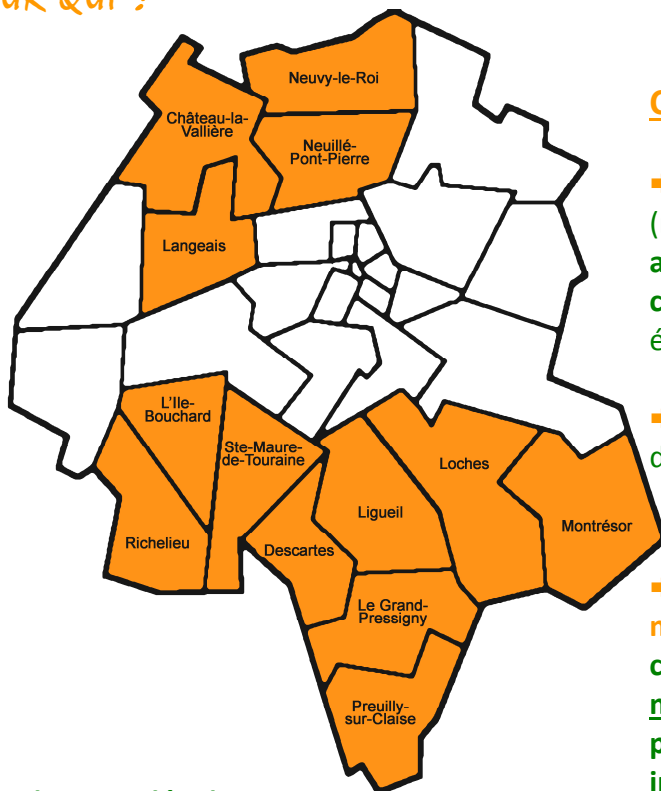 Neuvy-le-Roi
Château-la-
Vallière
Neuillé-
Pont-Pierre
Langeais
L'Ile-
Bouchard
Ste-Maure-
de-Touraine
Loches
Ligueil
Montrésor
Richelieu
Descartes
Le Grand-
Pressigny
Preuilly-
sur-Claise